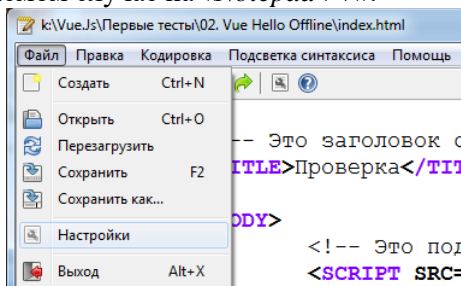 k:\Vue.Js\Первые тесты\02. Vue Hello Offline\index.html
Файл Правка Кодировка Подсветка синтаксиса Помощь
Создать Ctrl+N
Открыть Ctrl+O
-- Это заголовок
Перезагрузить
Сохранить F2
TITLE>Проверка</TIT
Сохранить как...
ODY>
Настройки
<!-- Это под
Выход Alt+X
<SCRIPT SRC=